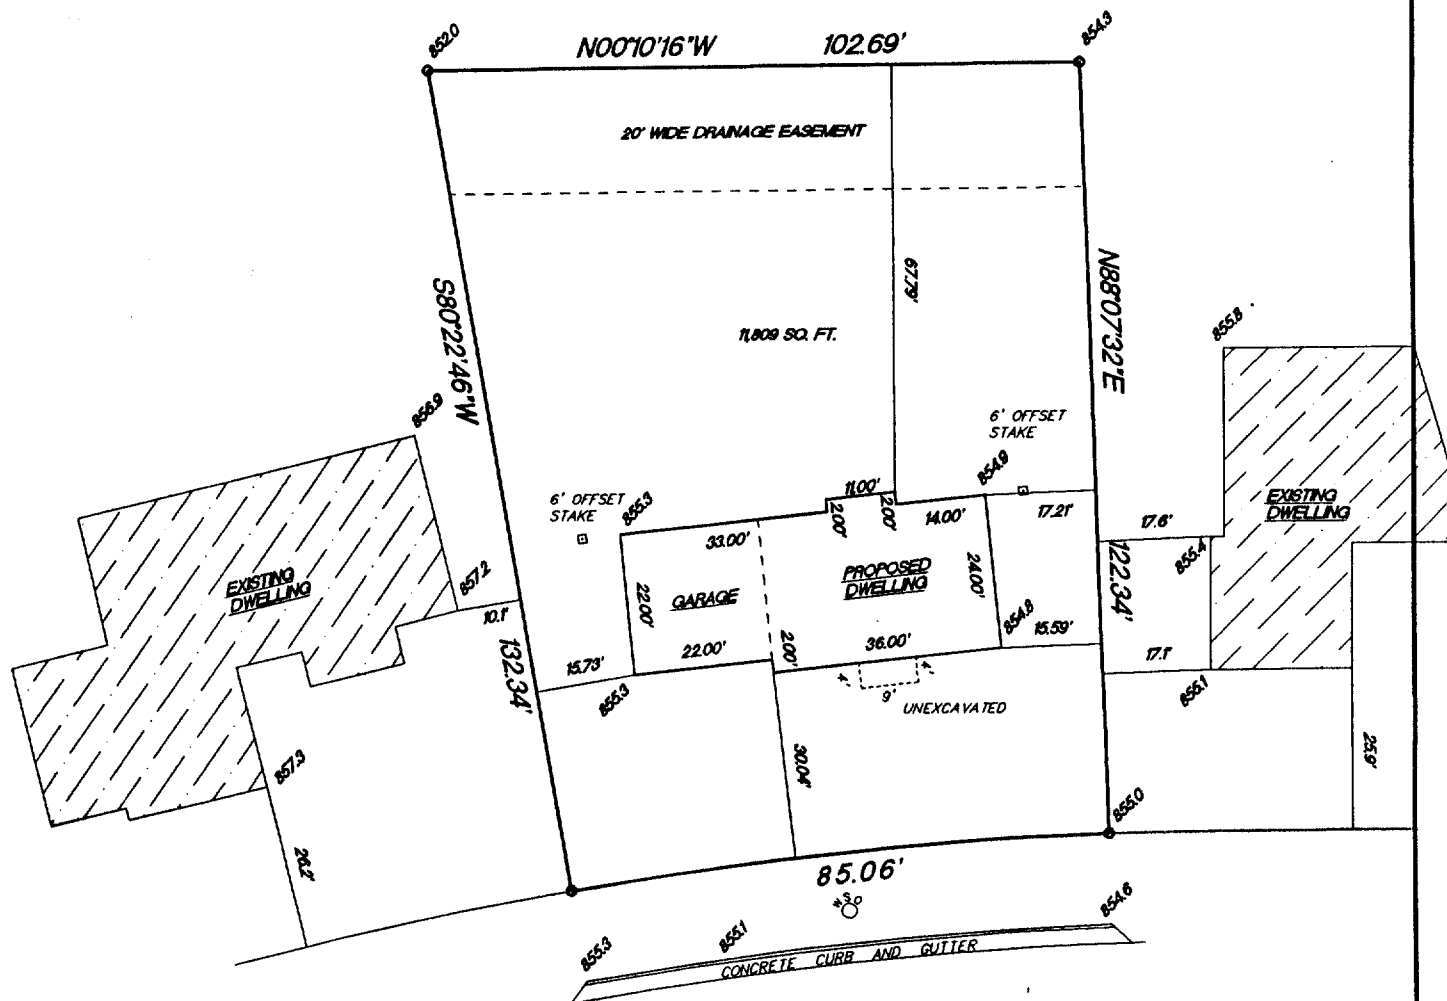 852.0
N00°10'16"W
102.69'
854.3
20' WIDE DRAINAGE EASEMENT
67.79'
S80°22'46"W
N88°07'32"E
11,809 SQ. FT.
855.8
856.9
6' OFFSET
STAKE
854.9
6' OFFSET
STAKE
855.3
11.00'
2.00'
2.00'
14.00'
17.21'
17.6'
EXISTING
DWELLING
33.00'
855.4
122.34'
EXISTING
DWELLING
857.2
10.1'
22.00'
GARAGE
PROPOSED
DWELLING
24.00'
854.8
15.59'
132.34'
15.73'
22.00'
2.00'
36.00'
17.1'
855.3
4'
9'
4'
UNEXCAVATED
855.1
857.3
30.04'
25.9'
855.0
26.2'
85.06'
W S O
854.6
855.3
855.1
CONCRETE CURB AND GUTTER